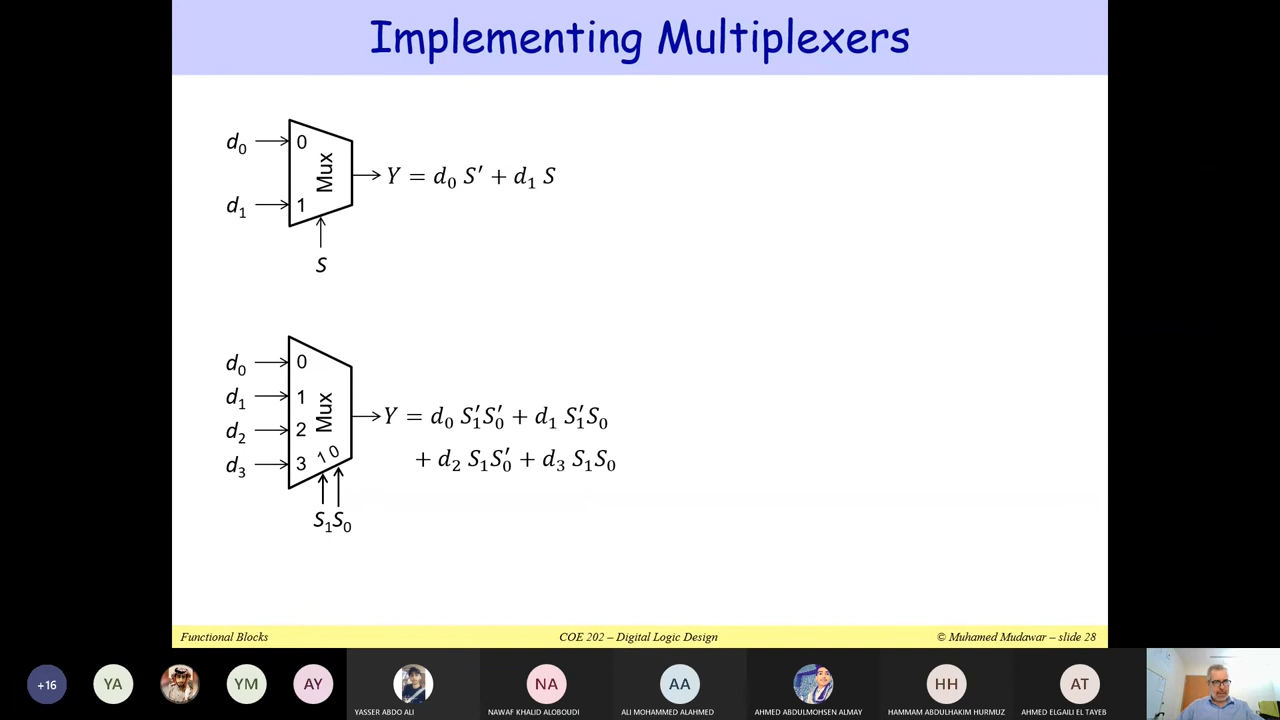 Implementing Multiplexers
d₀
0
Mux
Y = d₀ S′ + d₁ S
d₁
1
S
d₀
0
d₁
1
Mux
Y = d₀ S₁′S₀′ + d₁ S₁′S₀
d₂
2
+ d₂ S₁S₀′ + d₃ S₁S₀
d₃
3
1 0
S₁S₀
Functional Blocks
COE 202 – Digital Logic Design
© Muhamed Mudawar – slide 28
+16
YA
YM
AY
NA
AA
HH
AT
YASSER ABDO ALI
NAWAF KHALID ALOBOUDI
ALI MOHAMMED ALAHMED
AHMED ABDULMOHSEN ALMAY
HAMMAM ABDULHAKIM HURMUZ
AHMED ELGAILI EL TAYEB